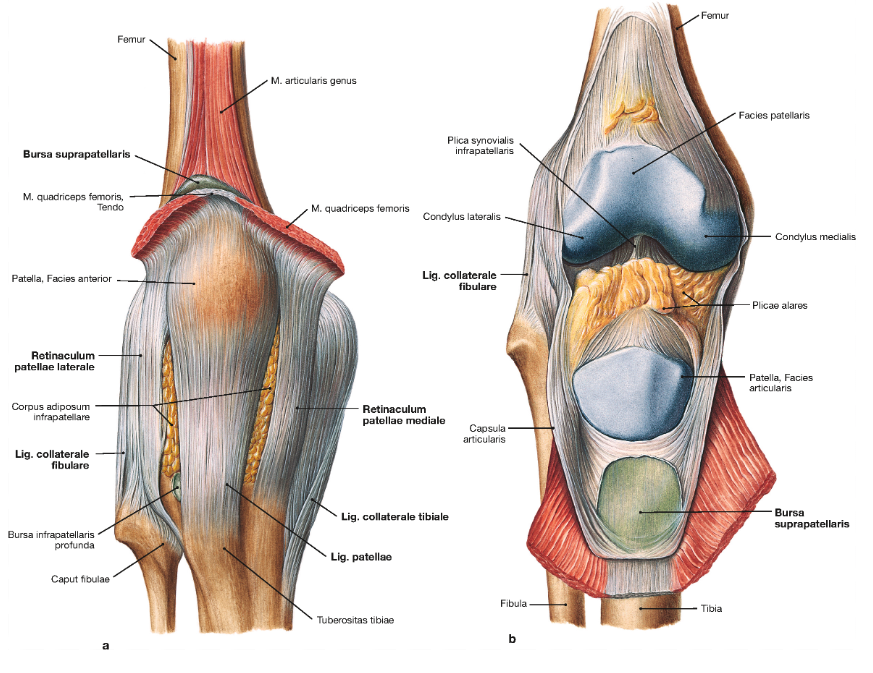 Femur
M. articularis genus
Bursa suprapatellaris
M. quadriceps femoris,
Tendo
M. quadriceps femoris
Patella, Facies anterior
Retinaculum
patellae laterale
Corpus adiposum
infrapatellare
Retinaculum
patellae mediale
Lig. collaterale
fibulare
Lig. collaterale tibiale
Bursa infrapatellaris
profunda
Lig. patellae
Caput fibulae
Tuberositas tibiae
a
Femur
Facies patellaris
Plica synovialis
infrapatellaris
Condylus lateralis
Condylus medialis
Lig. collaterale
fibulare
Plicae alares
Patella, Facies
articularis
Capsula
articularis
Bursa
suprapatellaris
Fibula
Tibia
b